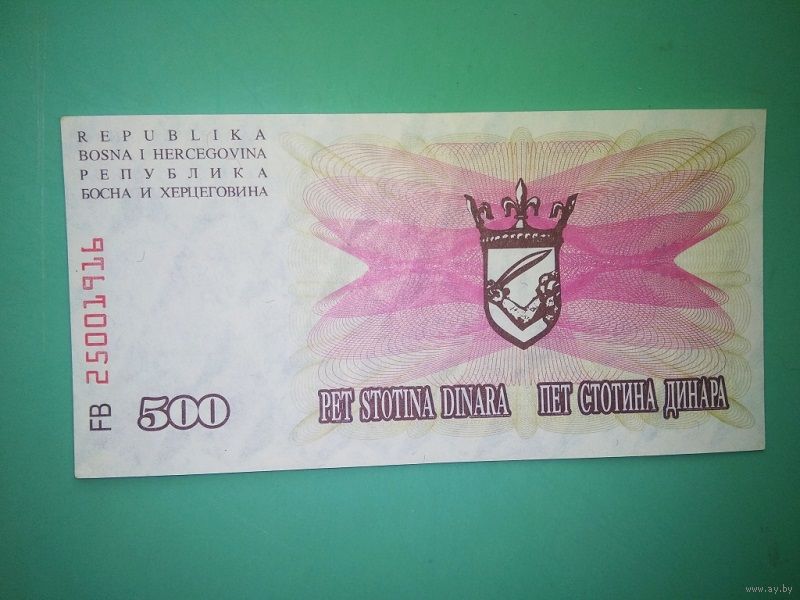 REPUBLIKA
BOSNA I HERCEGOVINA
РЕПУБЛИКА
БОСНА И ХЕРЦЕГОВИНА
FB 25001916
500
PET STOTINA DINARA ПЕТ СТОТИНА ДИНАРА
www.ay.by